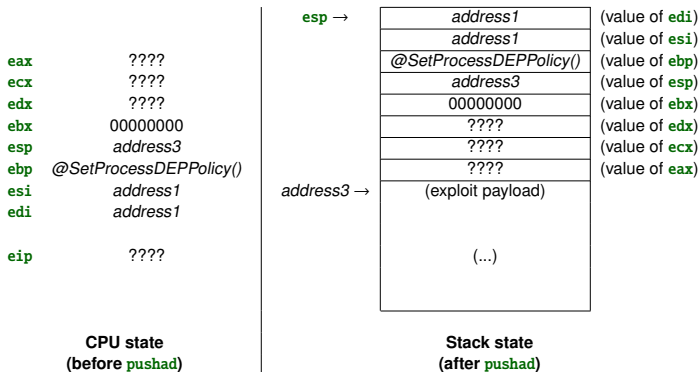 esp → address1 (value of edi)
address1 (value of esi)
eax ???? @SetProcessDEPPolicy() (value of ebp)
ecx ???? address3 (value of esp)
edx ???? 00000000 (value of ebx)
ebx 00000000 ???? (value of edx)
esp address3 ???? (value of ecx)
ebp @SetProcessDEPPolicy() ???? (value of eax)
esi address1 address3 → (exploit payload)
edi address1
eip ???? (...)
CPU state Stack state
(before pushad) (after pushad)